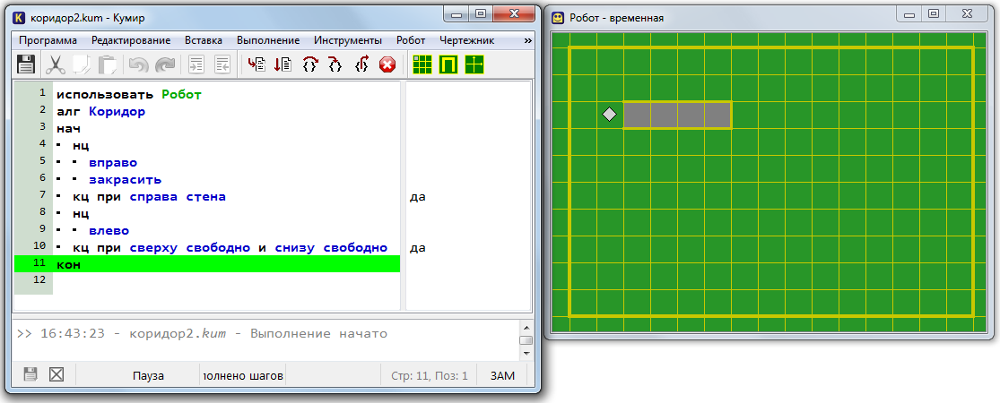 коридор2.kum - Кумир
Программа Редактирование Вставка Выполнение Инструменты Робот Чертежник »
1 использовать Робот
2 алг Коридор
3 нач
4 нц
5 вправо
6 закрасить
7 кц при справа стена да
8 нц
9 влево
10 кц при сверху свободно и снизу свободно да
11 кон
12
>> 16:43:23 - коридор2.kum - Выполнение начато
Пауза полнено шагов Стр: 11, Поз: 1 ЗАМ
Робот - временная